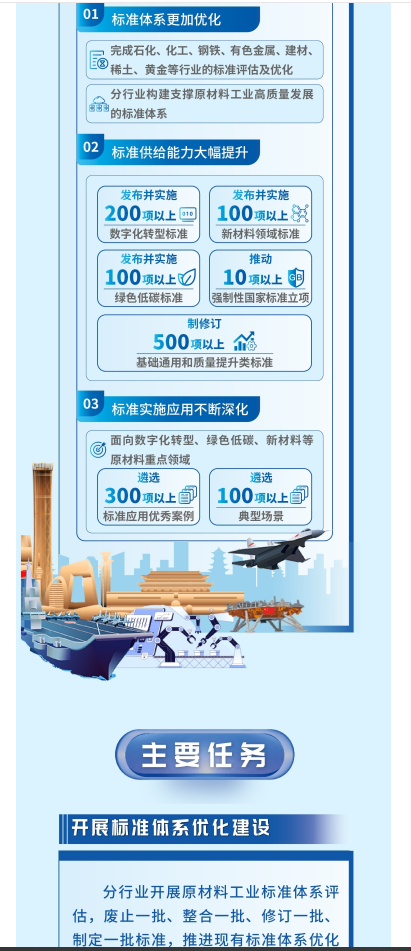 01 标准体系更加优化
完成石化、化工、钢铁、有色金属、建材、
稀土、黄金等行业的标准评估及优化
分行业构建支撑原材料工业高质量发展
的标准体系
02 标准供给能力大幅提升
发布并实施
200项以上
010
数字化转型标准
发布并实施
100项以上
新材料领域标准
发布并实施
100项以上
绿色低碳标准
推动
10项以上
GB
强制性国家标准立项
制修订
500项以上
基础通用和质量提升类标准
03 标准实施应用不断深化
面向数字化转型、绿色低碳、新材料等
原材料重点领域
遴选
300项以上
标准应用优秀案例
遴选
100项以上
典型场景
主要任务
开展标准体系优化建设
分行业开展原材料工业标准体系评
估，废止一批、整合一批、修订一批、
制定一批标准，推进现有标准体系优化